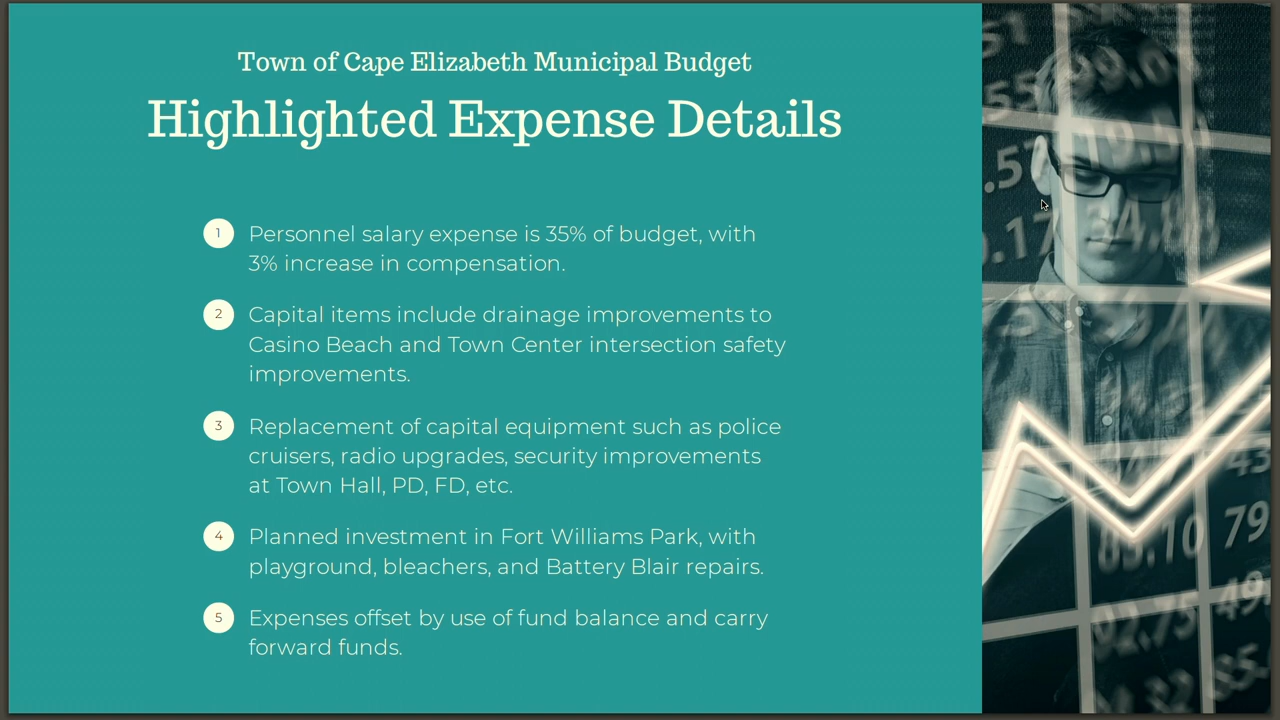 Town of Cape Elizabeth Municipal Budget
Highlighted Expense Details
1 Personnel salary expense is 35% of budget, with
3% increase in compensation.
2 Capital items include drainage improvements to
Casino Beach and Town Center intersection safety
improvements.
3 Replacement of capital equipment such as police
cruisers, radio upgrades, security improvements
at Town Hall, PD, FD, etc.
4 Planned investment in Fort Williams Park, with
playground, bleachers, and Battery Blair repairs.
5 Expenses offset by use of fund balance and carry
forward funds.